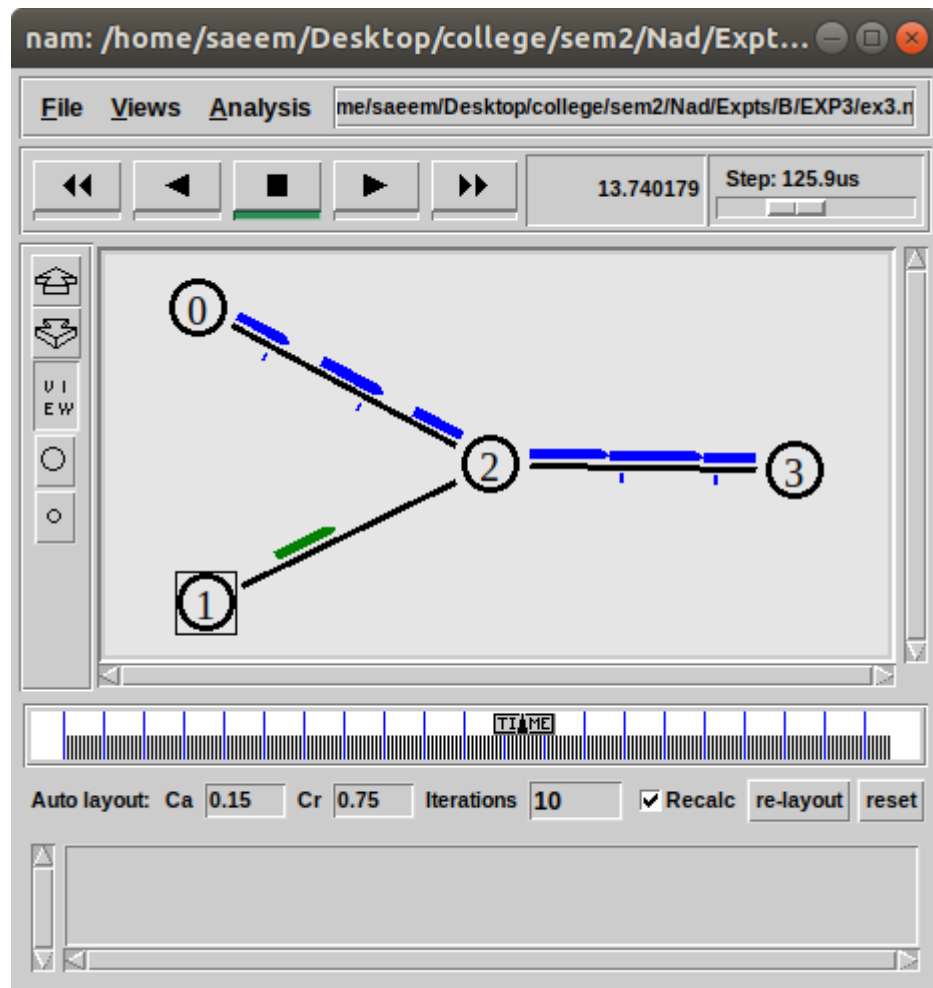 nam: /home/saeem/Desktop/college/sem2/Nad/Expt...
File Views Analysis me/saeem/Desktop/college/sem2/Nad/Expts/B/EXP3/ex3.n
13.740179 Step: 125.9us
VIEW
0
2
3
1
TIME
Auto layout: Ca 0.15 Cr 0.75 Iterations 10 Recalc re-layout reset